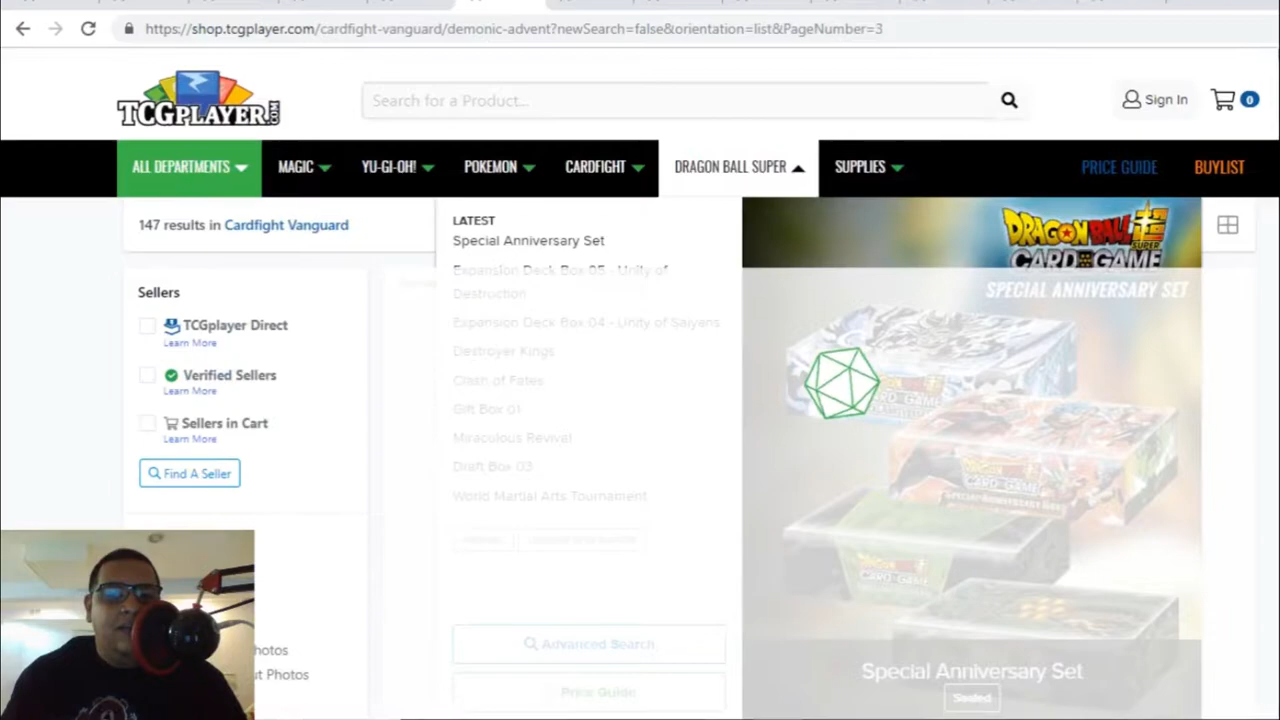 https://shop.tcgplayer.com/cardfight-vanguard/demonic-advent?newSearch=false&orientation=list&PageNumber=3
TCGPLAYER.COM
Search for a Product...
Sign In
0
ALL DEPARTMENTS
MAGIC
YU-GI-OH!
POKEMON
CARDFIGHT
DRAGON BALL SUPER
SUPPLIES
PRICE GUIDE
BUYLIST
147 results in Cardfight Vanguard
Sellers
TCGplayer Direct
Learn More
Verified Sellers
Learn More
Sellers in Cart
Learn More
Find A Seller
hotos
t Photos
LATEST
Special Anniversary Set
Expansion Deck Box 05 - Unity of
Destruction
Expansion Deck Box 04 - Unity of Saiyans
Destroyer Kings
Clash of Fates
Gift Box 01
Miraculous Revival
Draft Box 03
World Martial Arts Tournament
Advanced Search
Price Guide
DRAGON BALL
SUPER
CARD GAME
SPECIAL ANNIVERSARY SET
Special Anniversary Set
Sealed